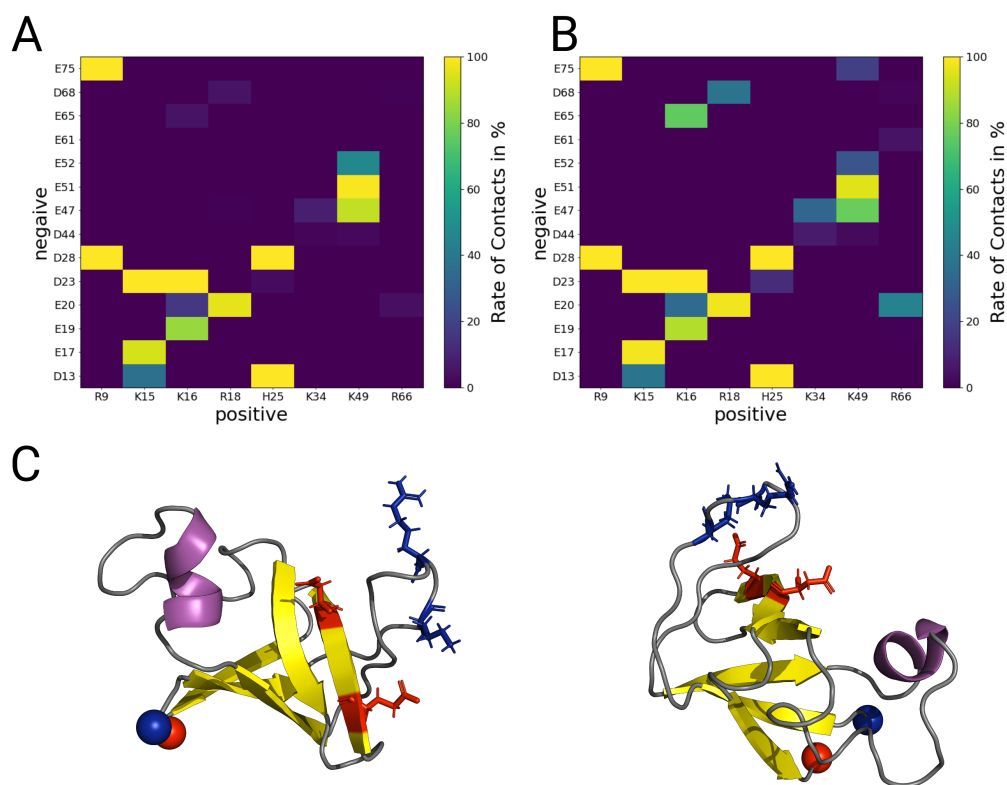 A
B
E75
D68
E65
E61
E52
E51
E47
D44
D28
D23
E20
E19
E17
D13
negaive
R9 K15 K16 R18 H25 K34 K49 R66
positive
100
80
60
40
20
0
Rate of Contacts in %
E75
D68
E65
E61
E52
E51
E47
D44
D28
D23
E20
E19
E17
D13
negaive
R9 K15 K16 R18 H25 K34 K49 R66
positive
100
80
60
40
20
0
Rate of Contacts in %
C